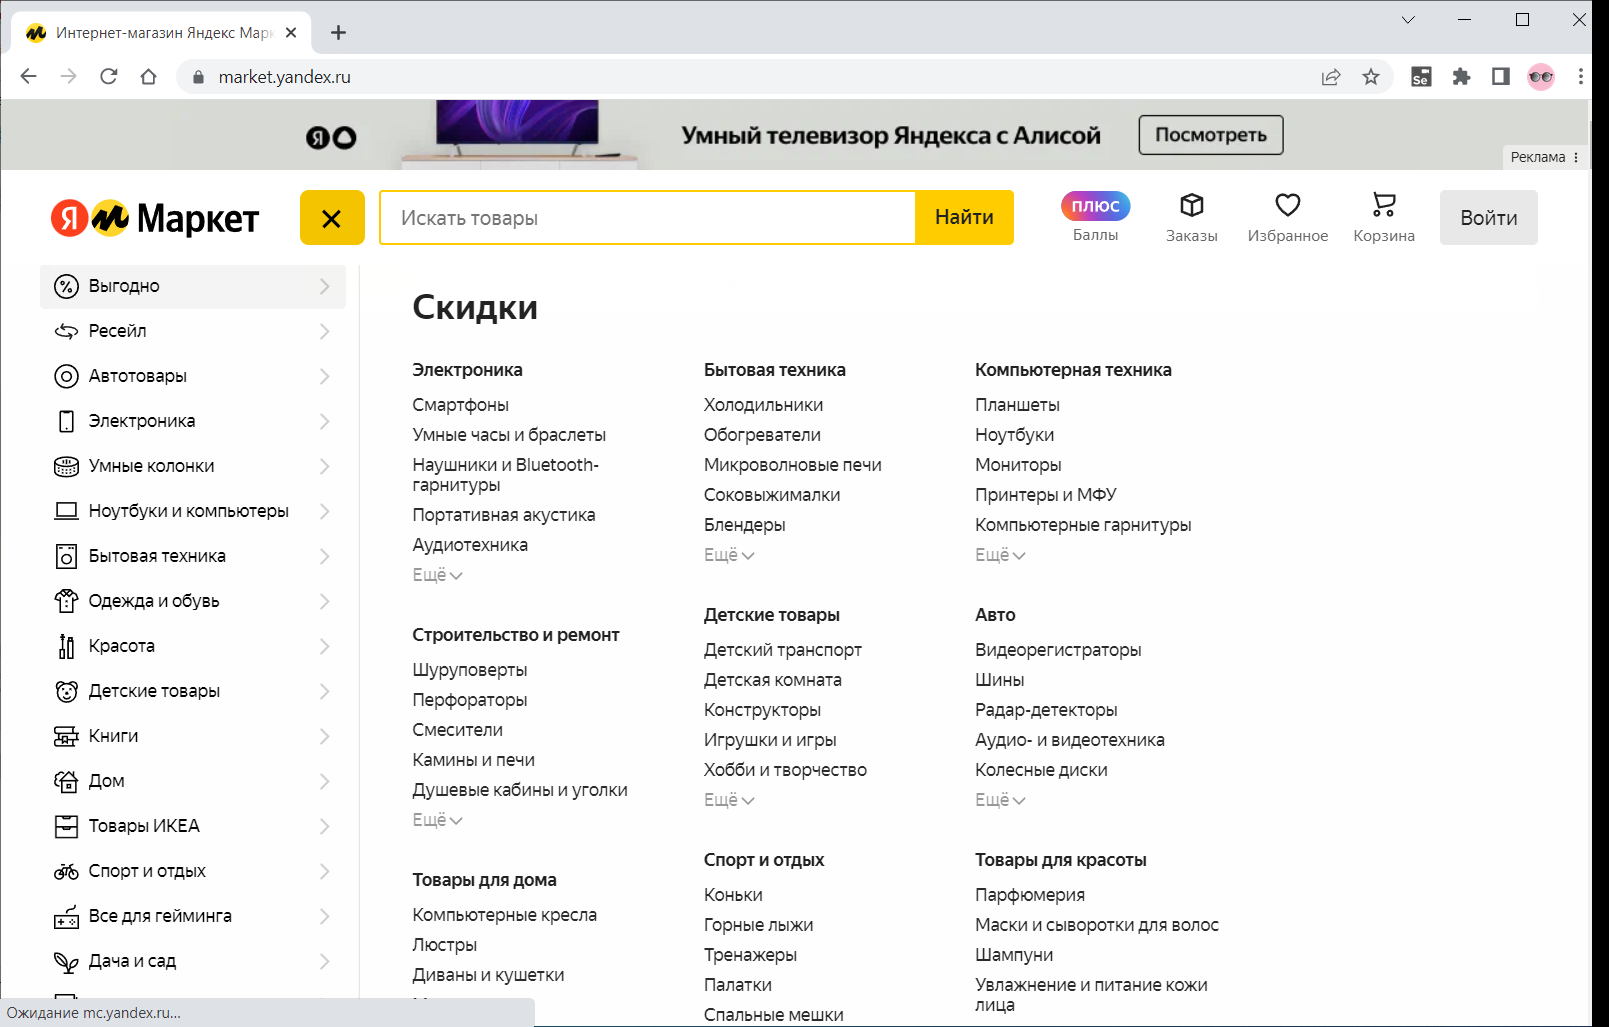 Интернет-магазин Яндекс Марк
market.yandex.ru
Se
Я
Умный телевизор Яндекса с Алисой
Посмотреть
Реклама
Я Маркет
Искать товары
Найти
плюс
Баллы
Заказы
Избранное
Корзина
Войти
Выгодно
Ресейл
Автотовары
Электроника
Умные колонки
Ноутбуки и компьютеры
Бытовая техника
Одежда и обувь
Красота
Детские товары
Книги
Дом
Товары ИКЕА
Спорт и отдых
Все для гейминга
Дача и сад
Скидки
Электроника
Смартфоны
Умные часы и браслеты
Наушники и Bluetooth-
гарнитуры
Портативная акустика
Аудиотехника
Ещё
Строительство и ремонт
Шуруповерты
Перфораторы
Смесители
Камины и печи
Душевые кабины и уголки
Ещё
Товары для дома
Компьютерные кресла
Люстры
Диваны и кушетки
Бытовая техника
Холодильники
Обогреватели
Микроволновые печи
Соковыжималки
Блендеры
Ещё
Детские товары
Детский транспорт
Детская комната
Конструкторы
Игрушки и игры
Хобби и творчество
Ещё
Спорт и отдых
Коньки
Горные лыжи
Тренажеры
Палатки
Спальные мешки
Компьютерная техника
Планшеты
Ноутбуки
Мониторы
Принтеры и МФУ
Компьютерные гарнитуры
Ещё
Авто
Видеорегистраторы
Шины
Радар-детекторы
Аудио- и видеотехника
Колесные диски
Ещё
Товары для красоты
Парфюмерия
Маски и сыворотки для волос
Шампуни
Увлажнение и питание кожи
лица
Ожидание mc.yandex.ru...